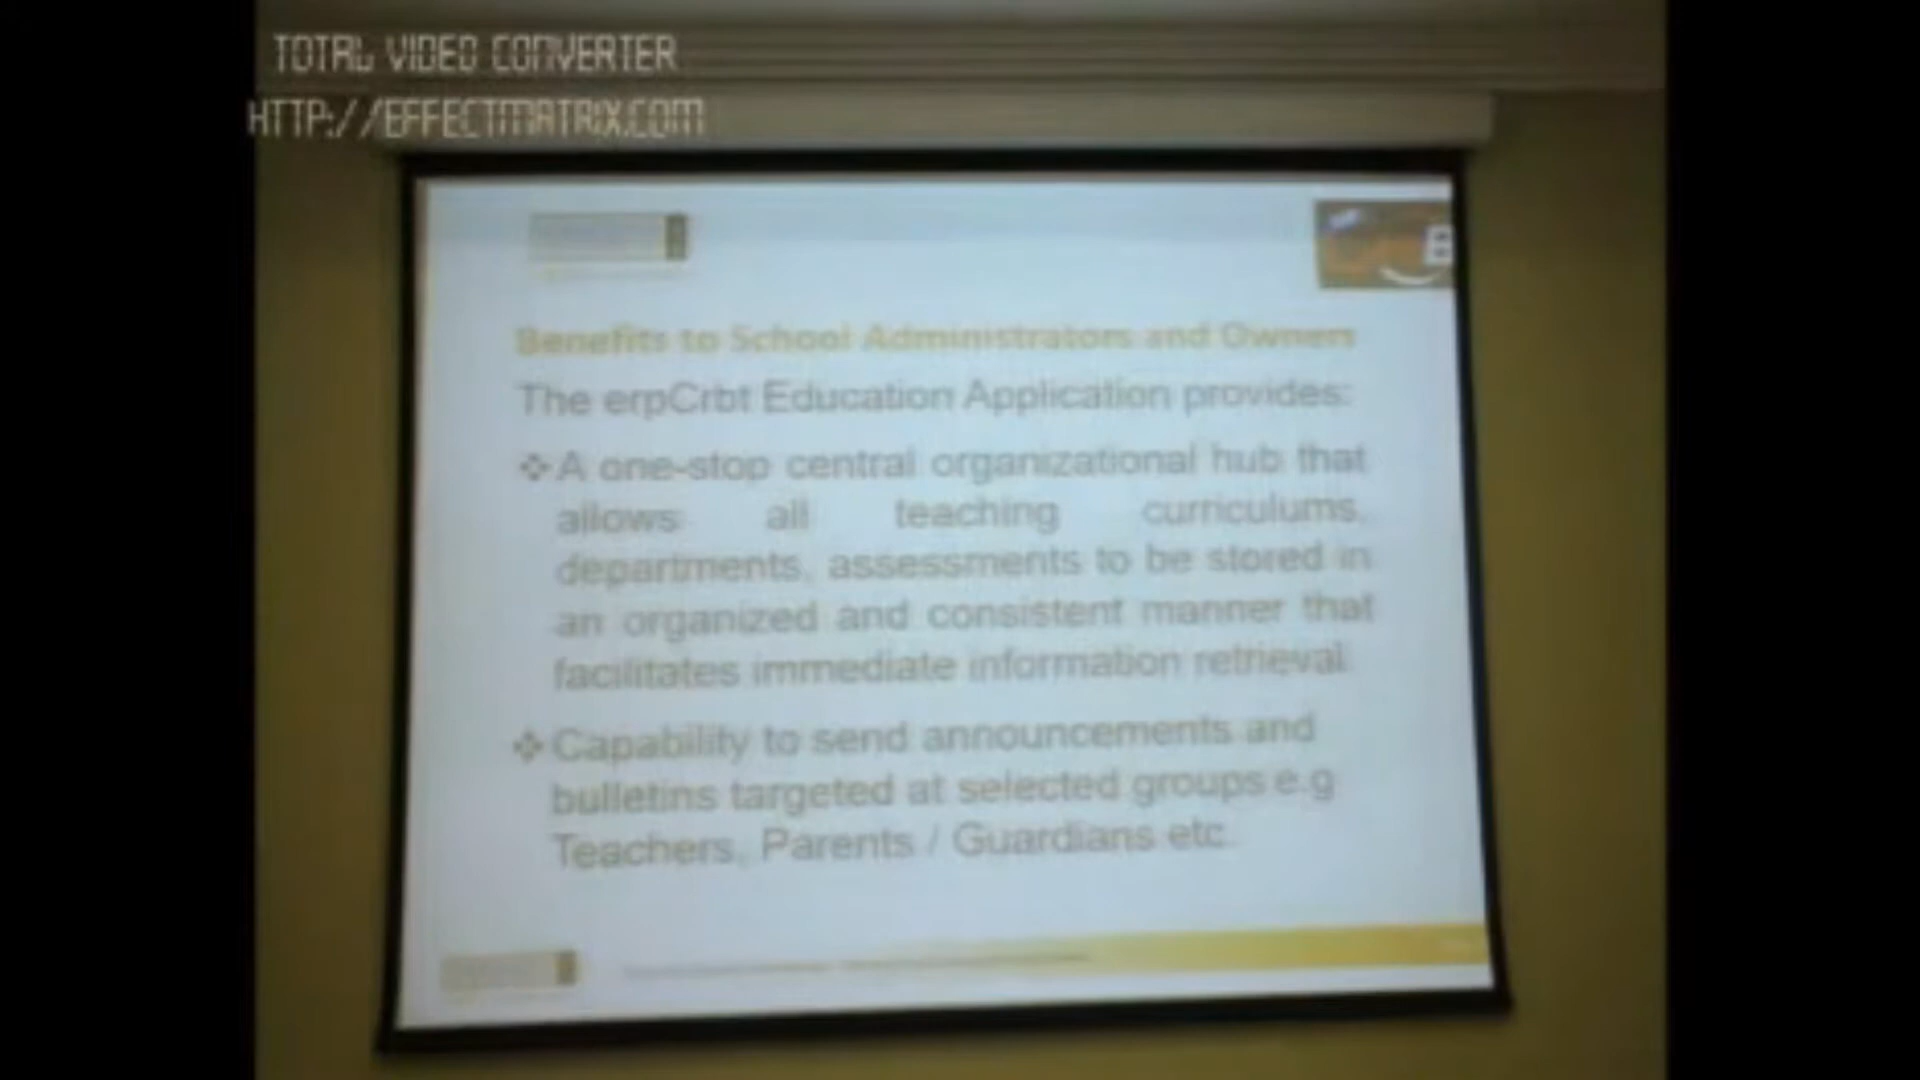 TOTAL VIDEO CONVERTER
HTTP://EFFECTMATRIX.COM
Benefits to School Administrators and Owners
The erpCrbt Education Application provides:
❖ A one-stop central organizational hub that
allows all teaching curriculums,
departments, assessments to be stored in
an organized and consistent manner that
facilitates immediate information retrieval
❖ Capability to send announcements and
bulletins targeted at selected groups e.g
Teachers, Parents / Guardians etc.